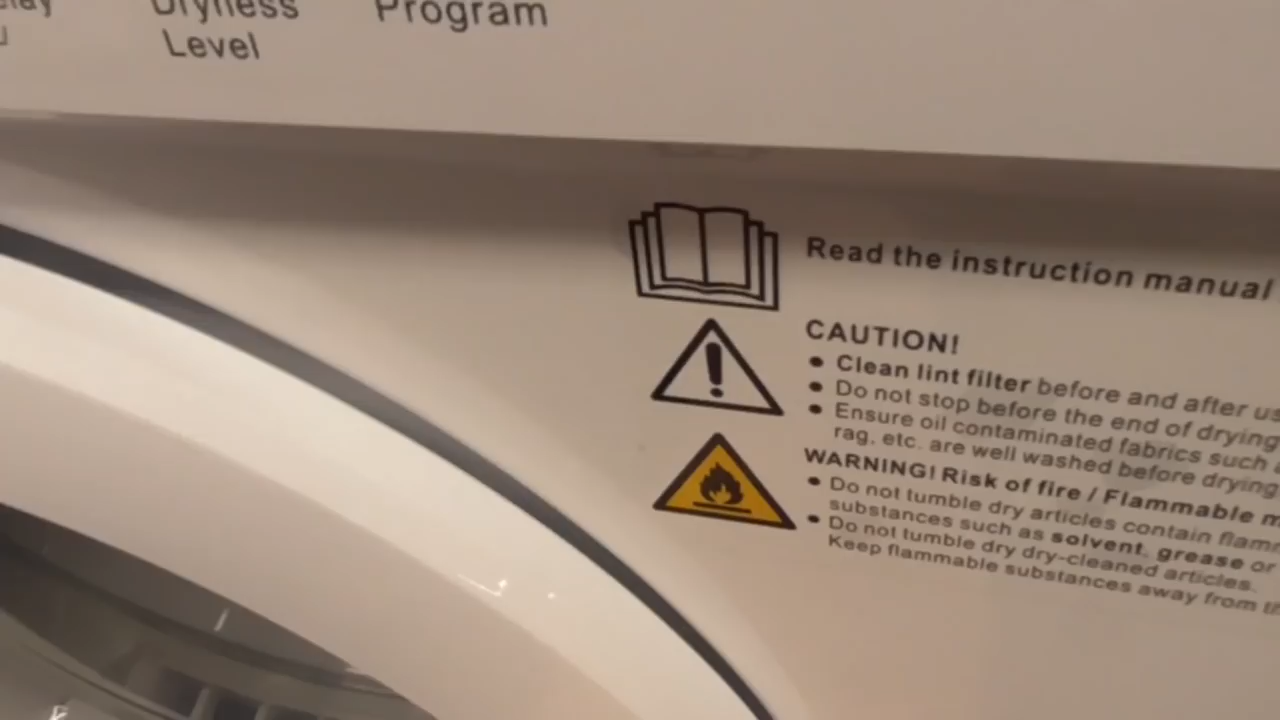 Dryness
Level
Program
Read the instruction manual
CAUTION!
• Clean lint filter before and after
• Do not stop before the end of drying
• Ensure oil contaminated fabrics such
rag, etc. are well washed before drying
WARNING! Risk of fire / Flammable
• Do not tumble dry articles contain
substances such as solvent, grease or
• Do not tumble dry dry-cleaned articles.
Keep flammable substances away from